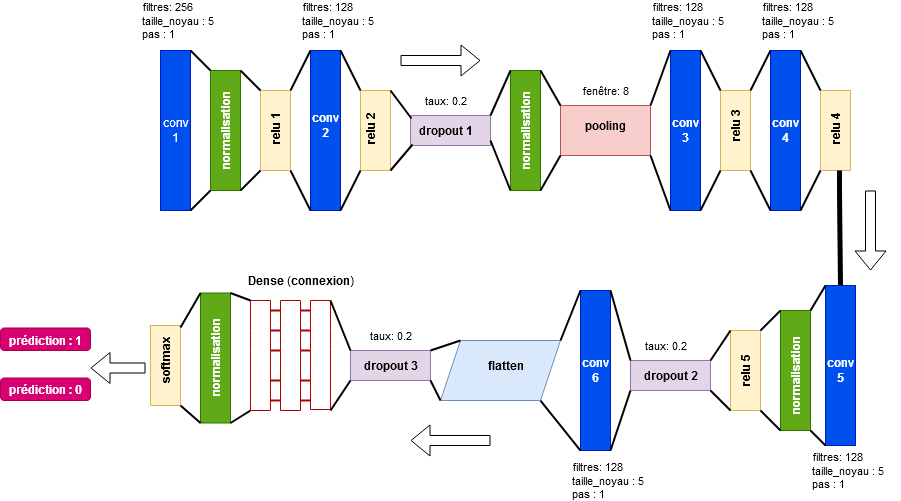 filtres: 256
taille_noyau : 5
pas : 1
conv
1
normalisation
relu 1
filtres: 128
taille_noyau : 5
pas : 1
conv
2
relu 2
taux: 0.2
dropout 1
normalisation
fenêtre: 8
pooling
filtres: 128
taille_noyau : 5
pas : 1
conv
3
relu 3
filtres: 128
taille_noyau : 5
pas : 1
conv
4
relu 4
conv
5
filtres: 128
taille_noyau : 5
pas : 1
normalisation
relu 5
taux: 0.2
dropout 2
conv
6
filtres: 128
taille_noyau : 5
pas : 1
flatten
taux: 0.2
dropout 3
Dense (connexion)
normalisation
softmax
prédiction : 1
prédiction : 0